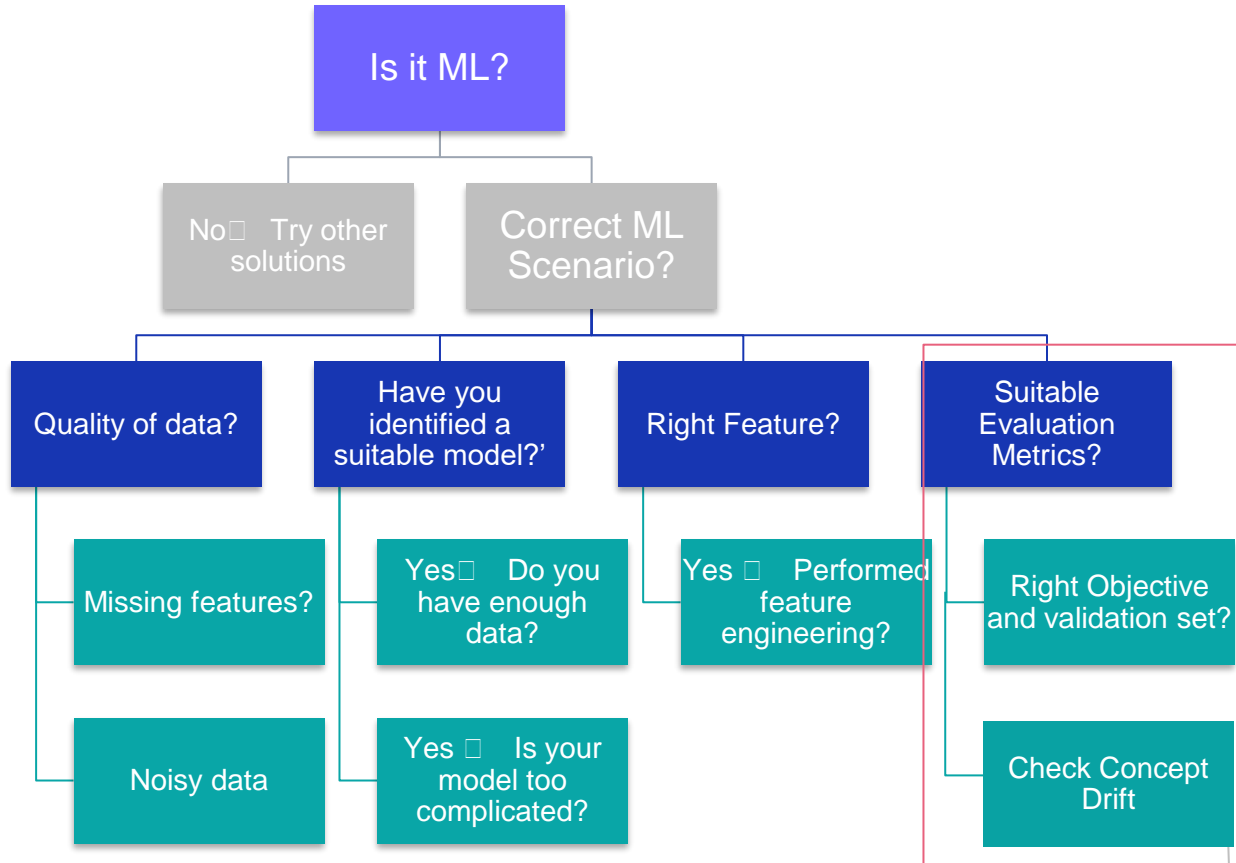 Is it ML?
No□ Try other
solutions
Correct ML
Scenario?
Quality of data?
Have you
identified a
suitable model?’
Right Feature?
Suitable
Evaluation
Metrics?
Missing features?
Yes□ Do you
have enough
data?
Yes □ Performed
feature
engineering?
Right Objective
and validation set?
Noisy data
Yes □ Is your
model too
complicated?
Check Concept
Drift